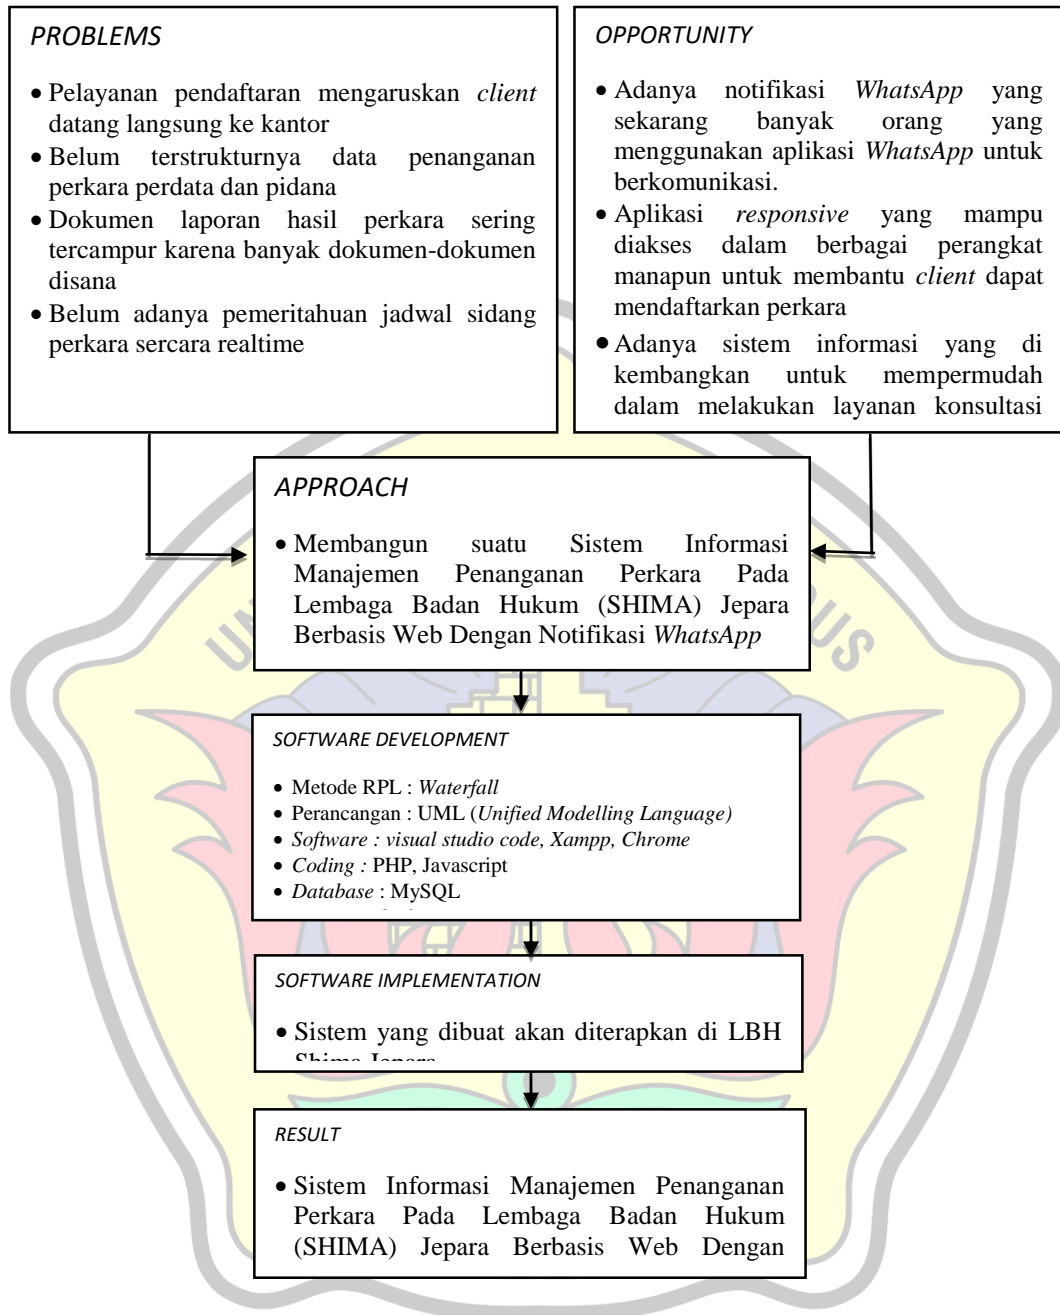 PROBLEMS
• Pelayanan pendaftaran mengaruskan client
datang langsung ke kantor
• Belum terstrukturnya data penanganan
perkara perdata dan pidana
• Dokumen laporan hasil perkara sering
tercampur karena banyak dokumen-dokumen
disana
• Belum adanya pemeritahuan jadwal sidang
perkara sercara realtime
OPPORTUNITY
• Adanya notifikasi WhatsApp yang
sekarang banyak orang yang
menggunakan aplikasi WhatsApp untuk
berkomunikasi.
• Aplikasi responsive yang mampu
diakses dalam berbagai perangkat
manapun untuk membantu client dapat
mendaftarkan perkara
• Adanya sistem informasi yang di
kembangkan untuk mempermudah
dalam melakukan layanan konsultasi
APPROACH
• Membangun suatu Sistem Informasi
Manajemen Penanganan Perkara Pada
Lembaga Badan Hukum (SHIMA) Jepara
Berbasis Web Dengan Notifikasi WhatsApp
SOFTWARE DEVELOPMENT
• Metode RPL : Waterfall
• Perancangan : UML (Unified Modelling Language)
• Software : visual studio code, Xampp, Chrome
• Coding : PHP, Javascript
• Database : MySQL
SOFTWARE IMPLEMENTATION
• Sistem yang dibuat akan diterapkan di LBH
Shima Jepara
RESULT
• Sistem Informasi Manajemen Penanganan
Perkara Pada Lembaga Badan Hukum
(SHIMA) Jepara Berbasis Web Dengan